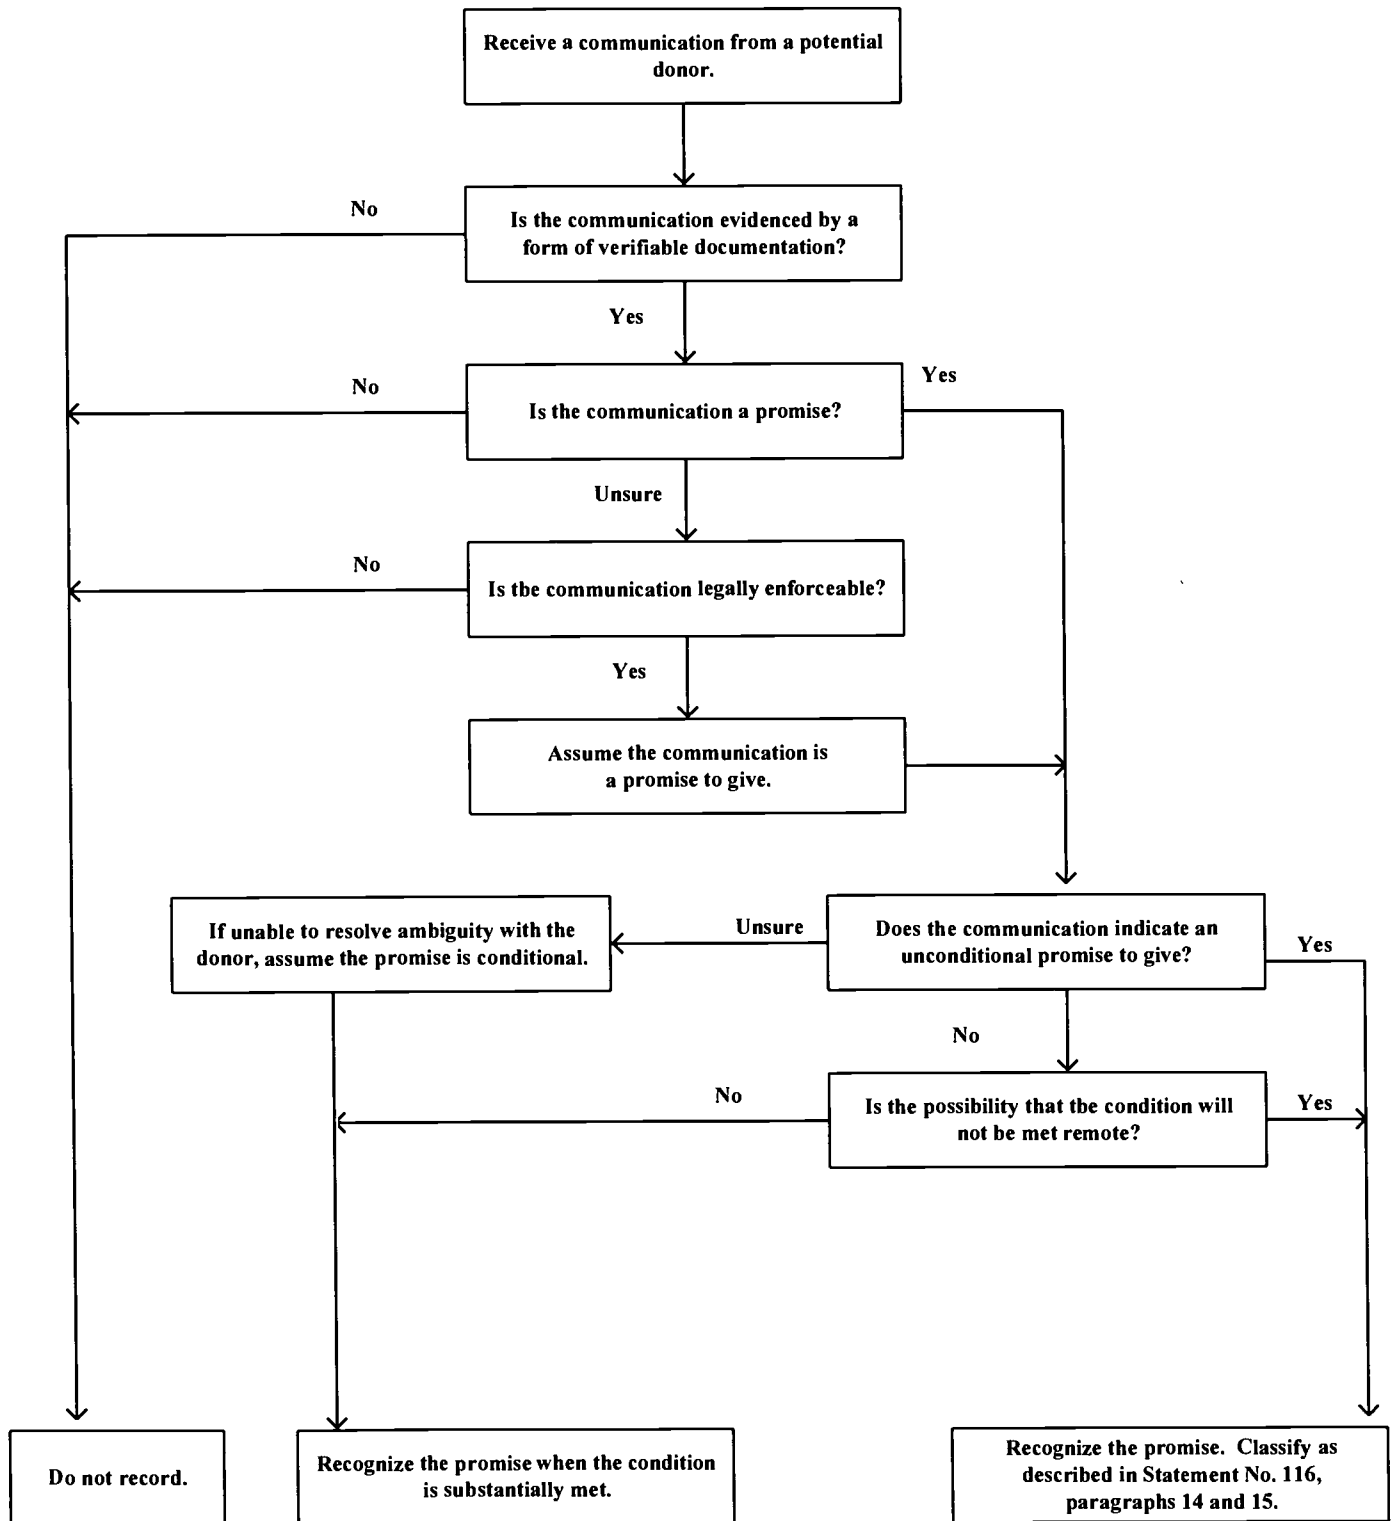 Receive a communication from a potential
donor.
No
Is the communication evidenced by a
form of verifiable documentation?
Yes
No
Is the communication a promise?
Yes
Unsure
No
Is tbe communication legally enforceable?
Yes
Assume the communication is
a promise to give.
If unable to resolve ambiguity with the
donor, assume the promise is conditional.
Unsure
Does the communication indicate an
unconditional promise to give?
Yes
No
No
Is the possibility that tbe condition will
not be met remote?
Yes
Do not record.
Recognize the promise when the condition
is substantially met.
Recognize the promise.  Classify as
described in Statement No. 116,
paragraphs 14 and 15.